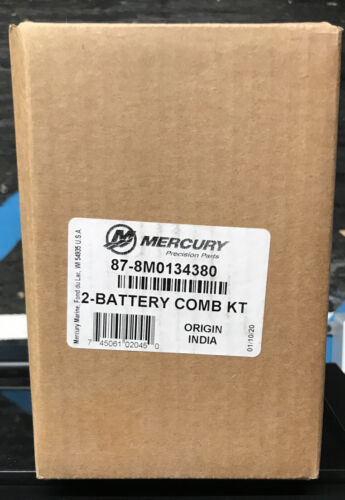 MERCURY
Precision Parts
87-8M0134380
2-BATTERY COMB KT
7 45061 02045 0
ORIGIN
INDIA
Mercury Marine, Fond du Lac, WI 54935 U.S.A.
01/10/20